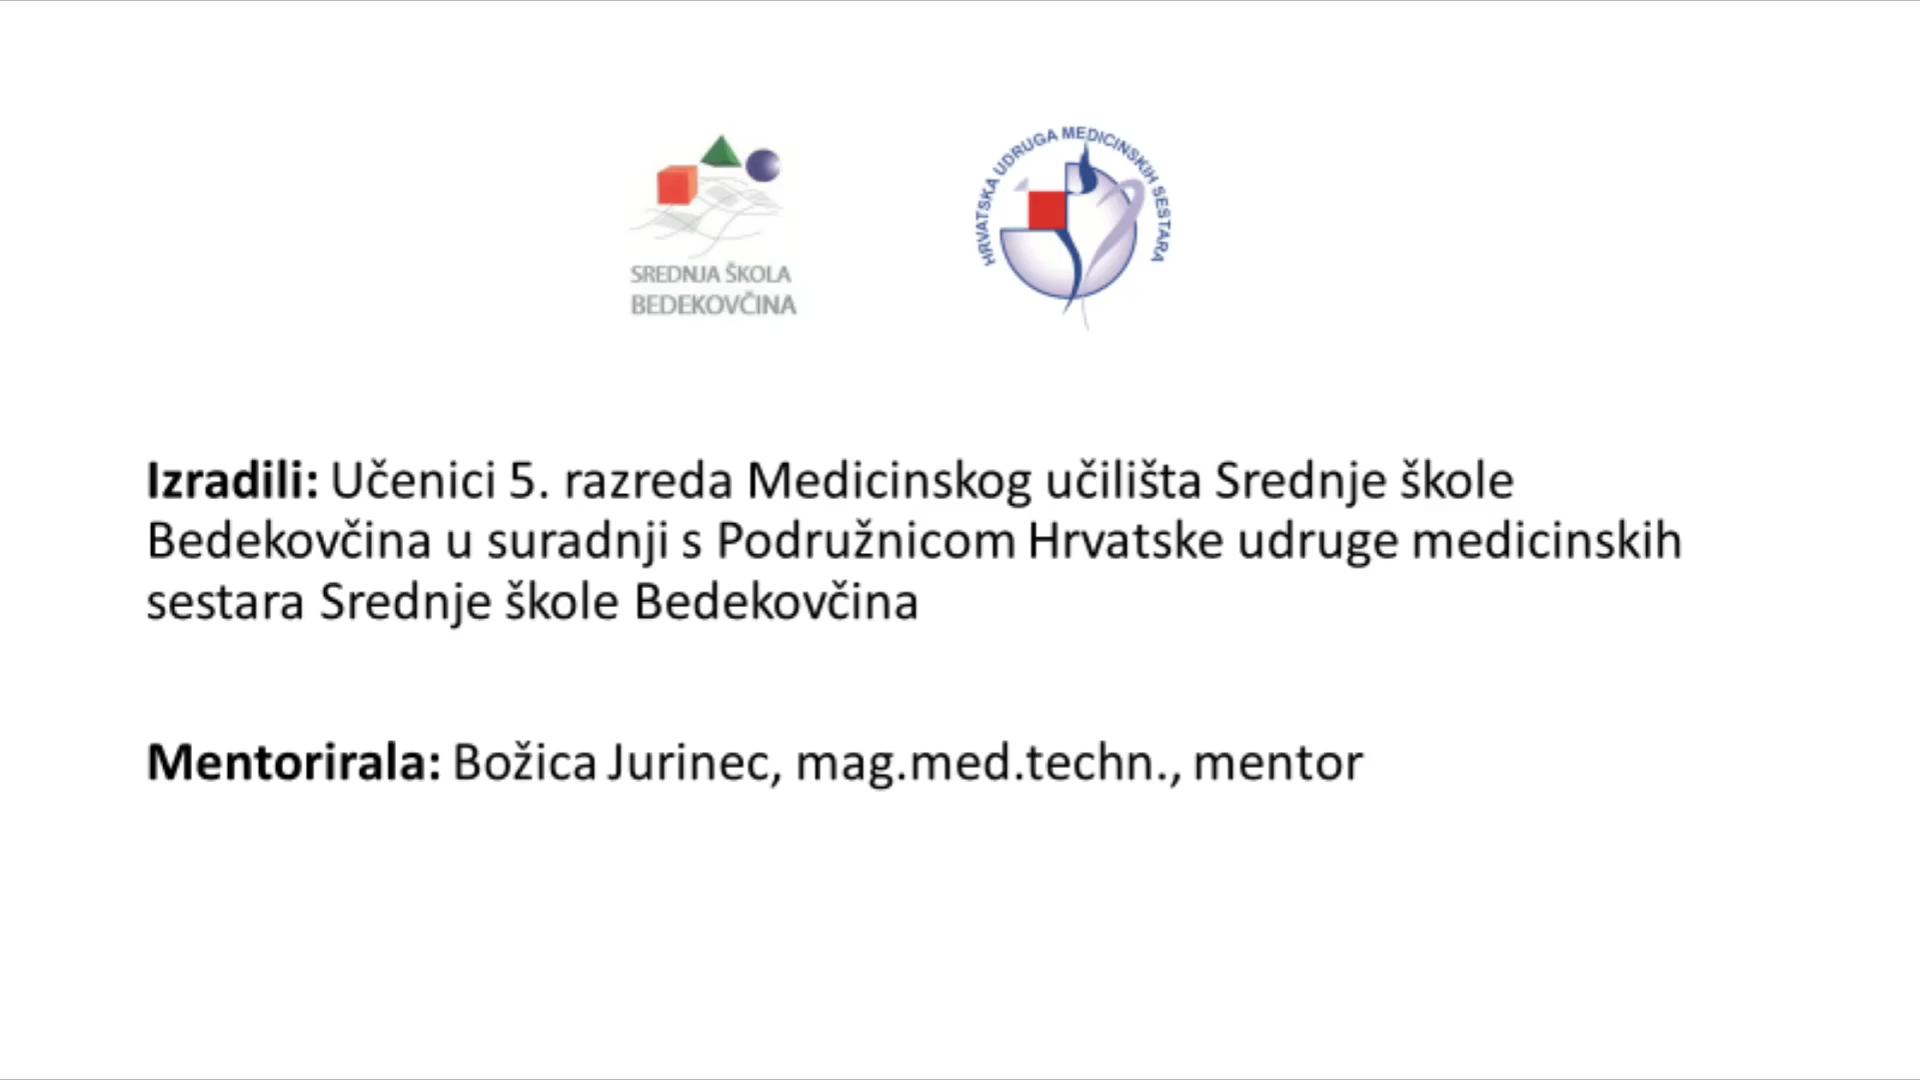 SREDNJA ŠKOLA
BEDEKOVČINA
HRVATSKA UDRUGA MEDICINSKIH SESTARA
Izradili: Učenici 5. razreda Medicinskog učilišta Srednje škole
Bedekovčina u suradnji s Podružnicom Hrvatske udruge medicinskih
sestara Srednje škole Bedekovčina
Mentorirala: Božica Jurinec, mag.med.techn., mentor